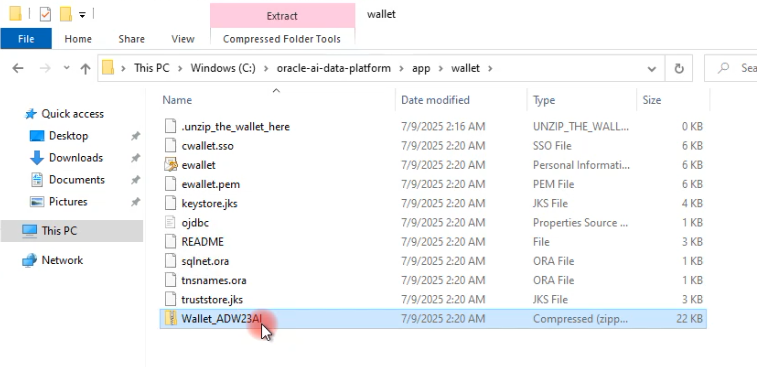 Extract wallet
File Home Share View Compressed Folder Tools
This PC Windows (C:) oracle-ai-data-platform app wallet Sea
Name Date modified Type Size
Quick access
Desktop
Downloads
Documents
Pictures
This PC
Network
.unzip_the_wallet_here 7/9/2025 2:16 AM UNZIP_THE_WALL... 0 KB
cwallet.sso 7/9/2025 2:20 AM SSO File 6 KB
ewallet 7/9/2025 2:20 AM Personal Informati... 6 KB
ewallet.pem 7/9/2025 2:20 AM PEM File 6 KB
keystore.jks 7/9/2025 2:20 AM JKS File 4 KB
ojdbc 7/9/2025 2:20 AM Properties Source ... 1 KB
README 7/9/2025 2:20 AM File 3 KB
sqlnet.ora 7/9/2025 2:20 AM ORA File 1 KB
tnsnames.ora 7/9/2025 2:20 AM ORA File 1 KB
truststore.jks 7/9/2025 2:20 AM JKS File 3 KB
Wallet_ADW23AI 7/9/2025 2:20 AM Compressed (zipp... 22 KB